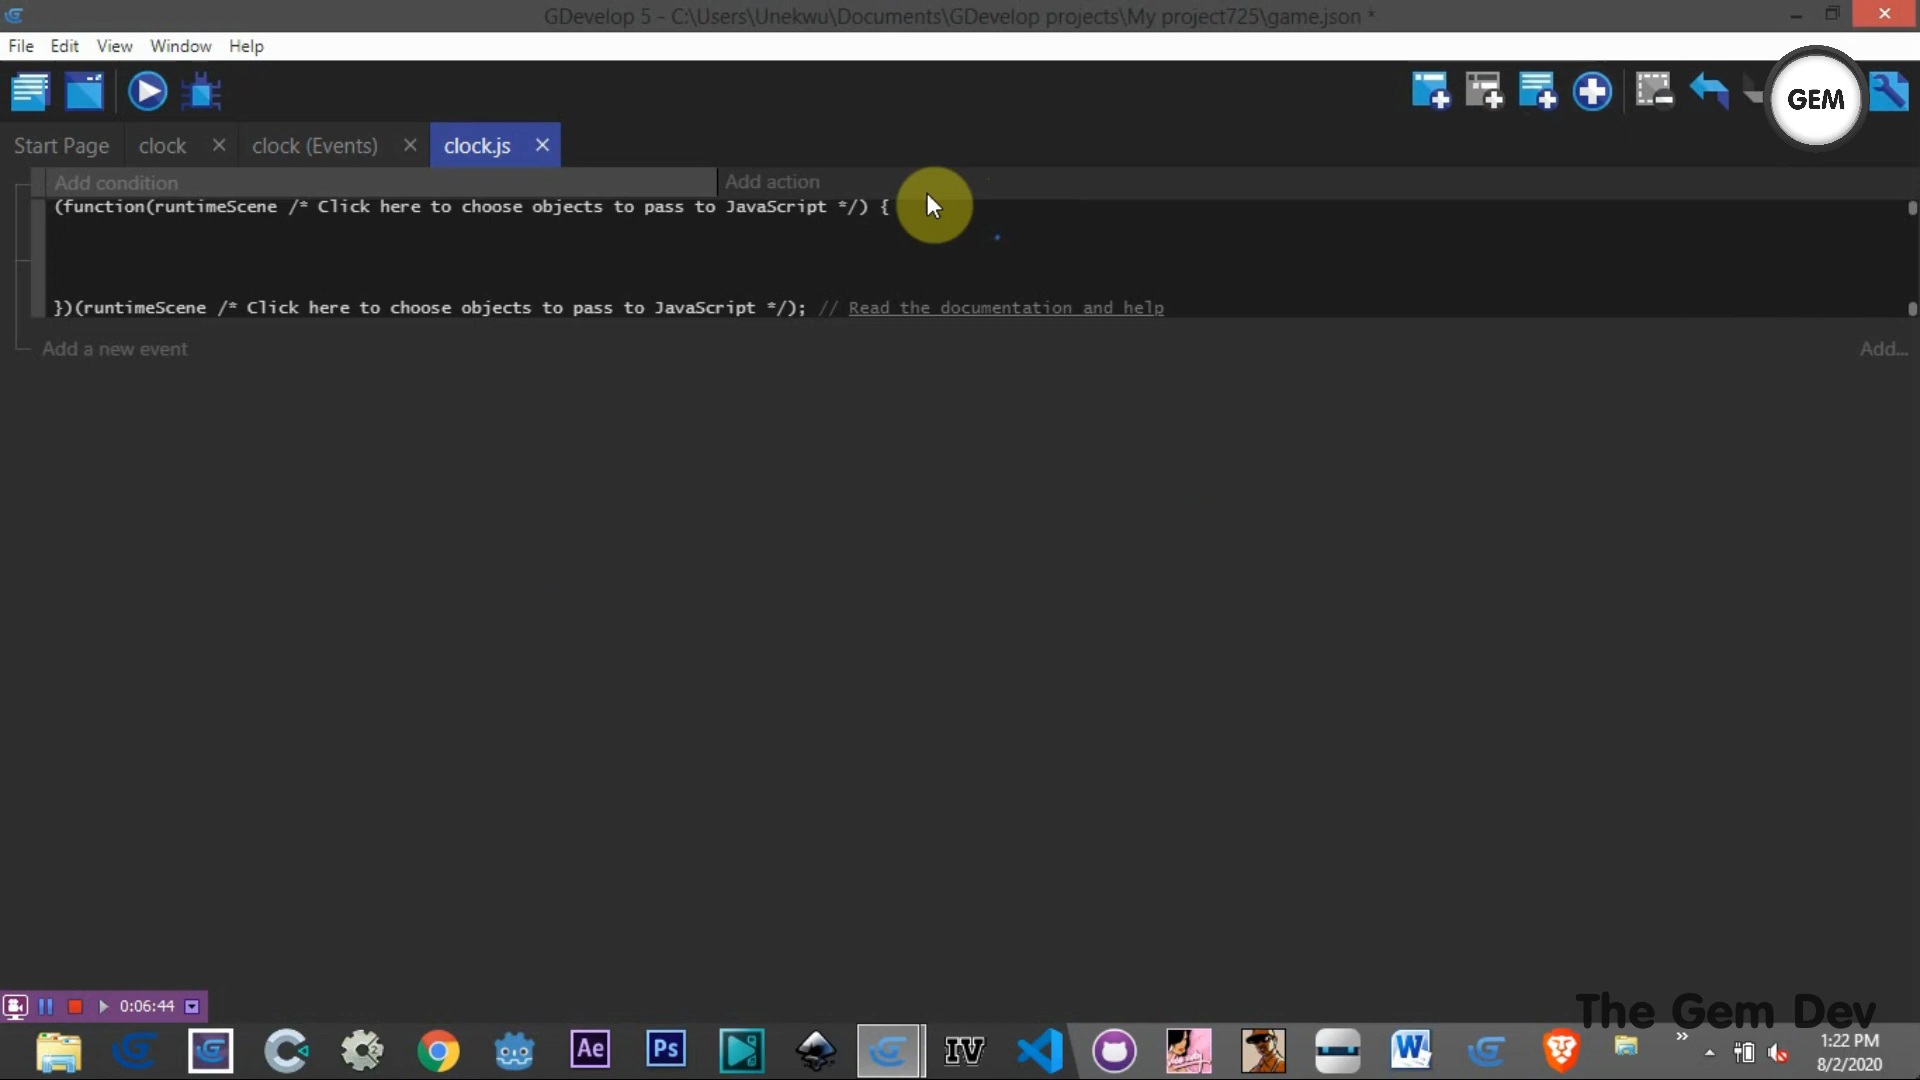 GDevelop 5 - C:\Users\Unekwu\Documents\GDevelop projects\My project725\game.json *
File Edit View Window Help
GEM
Start Page clock × clock (Events) × clock.js ×
Add condition Add action
(function(runtimeScene /* Click here to choose objects to pass to JavaScript */) {
})(runtimeScene /* Click here to choose objects to pass to JavaScript */); // Read the documentation and help
Add a new event Add...
0:06:44
The Gem Dev
Ae Ps IV W
1:22 PM
8/2/2020